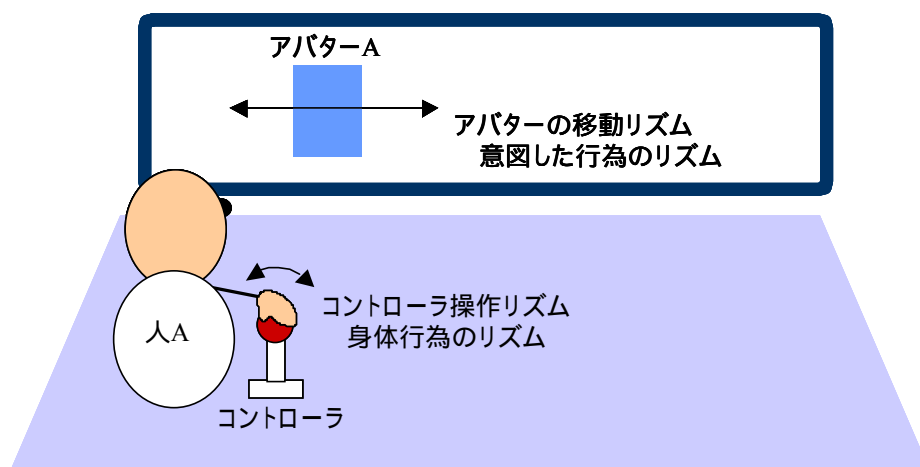 アバターA
アバターの移動リズム
意図した行為のリズム
コントローラ操作リズム
身体行為のリズム
人A
コントローラ